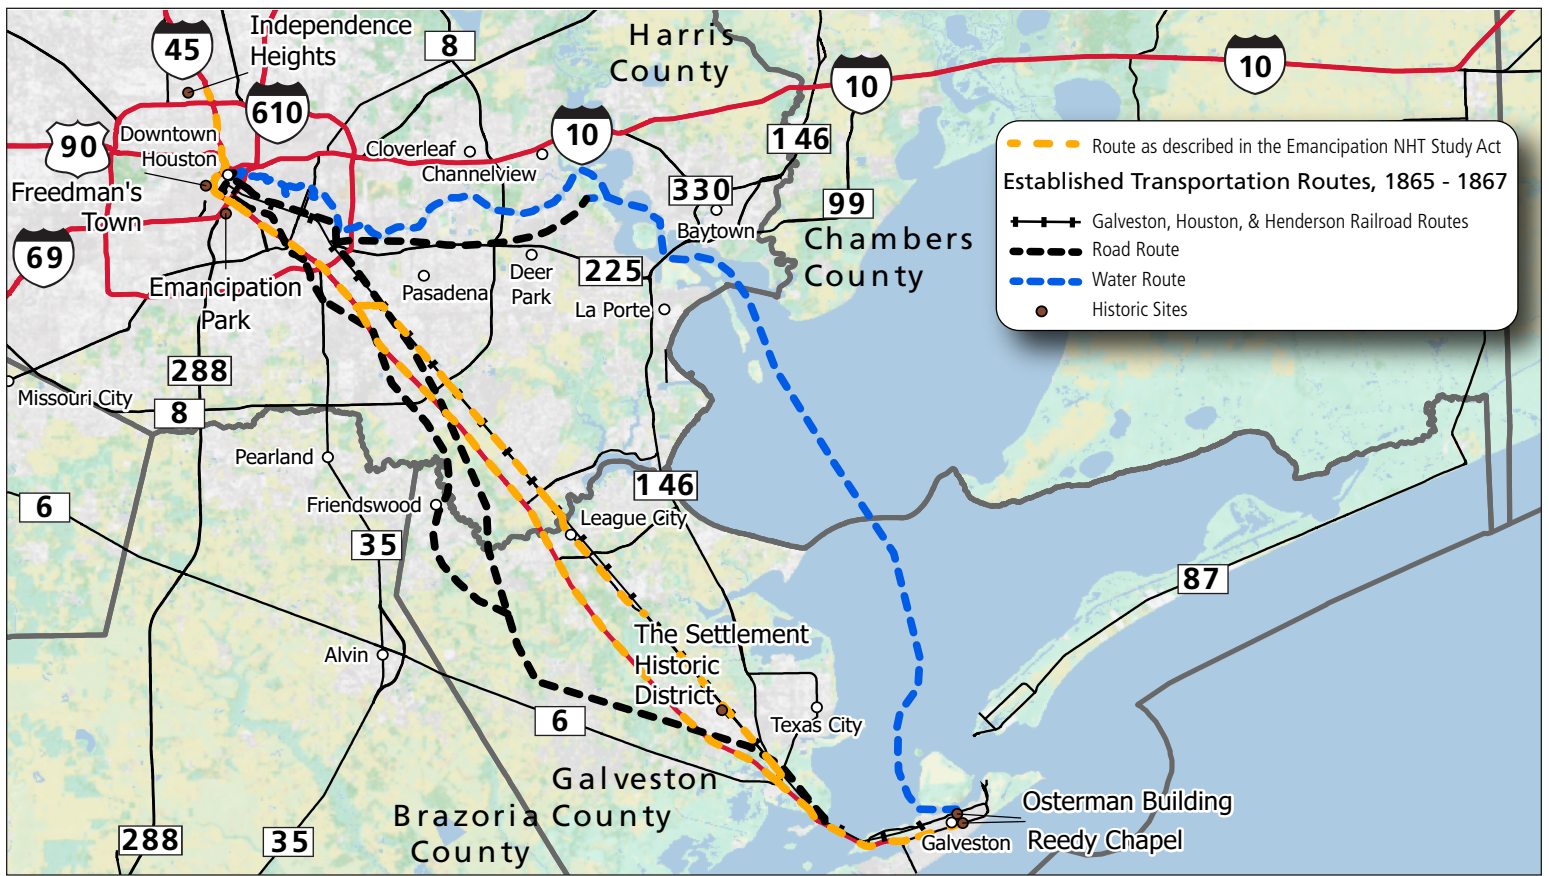 Independence
Heights
45
8
Harris
County
10
10
610
90
Downtown
Houston
Cloverleaf
Channelview
10
146
Freedman's
Town
330
99
Baytown
69
Emancipation
Park
Pasadena
Deer
Park
225
La Porte
Chambers
County
Route as described in the Emancipation NHT Study Act
Established Transportation Routes, 1865 - 1867
Galveston, Houston, & Henderson Railroad Routes
Road Route
Water Route
Historic Sites
288
Missouri City
8
Pearland
6
Friendswood
146
League City
35
87
Alvin
The Settlement
Historic
District
6
Texas City
Galveston
County
Brazoria
County
288
35
Osterman Building
Reedy Chapel
Galveston